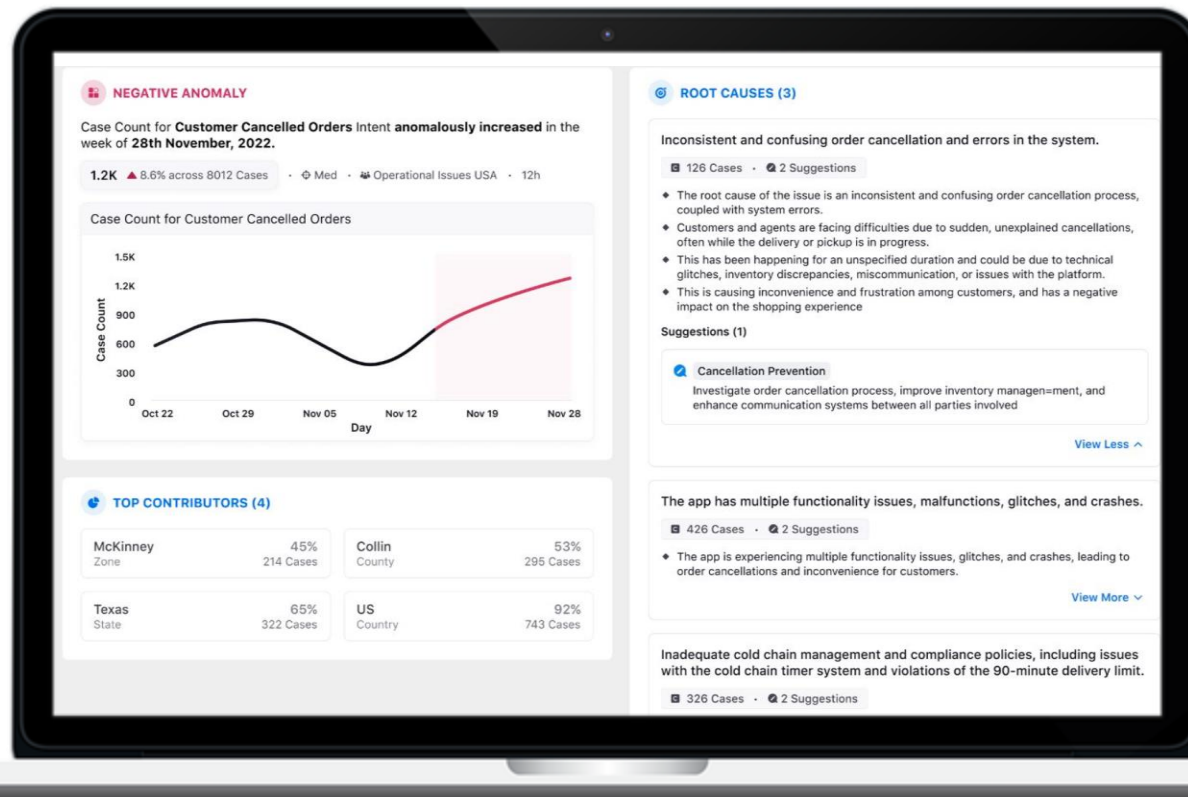 NEGATIVE ANOMALY
Case Count for Customer Cancelled Orders Intent anomalously increased in the
week of 28th November, 2022.
1.2K ▲ 8.6% across 8012 Cases · Med · Operational Issues USA · 12h
Case Count for Customer Cancelled Orders
1.5K
1.2K
900
600
300
0
Case Count
Oct 22 Oct 29 Nov 05 Nov 12 Nov 19 Nov 28
Day
TOP CONTRIBUTORS (4)
McKinney 45%
Zone 214 Cases
Collin 53%
County 295 Cases
Texas 65%
State 322 Cases
US 92%
Country 743 Cases
ROOT CAUSES (3)
Inconsistent and confusing order cancellation and errors in the system.
126 Cases · 2 Suggestions
◆ The root cause of the issue is an inconsistent and confusing order cancellation process,
coupled with system errors.
◆ Customers and agents are facing difficulties due to sudden, unexplained cancellations,
often while the delivery or pickup is in progress.
◆ This has been happening for an unspecified duration and could be due to technical
glitches, inventory discrepancies, miscommunication, or issues with the platform.
◆ This is causing inconvenience and frustration among customers, and has a negative
impact on the shopping experience
Suggestions (1)
Cancellation Prevention
Investigate order cancellation process, improve inventory managen=ment, and
enhance communication systems between all parties involved
View Less
The app has multiple functionality issues, malfunctions, glitches, and crashes.
426 Cases · 2 Suggestions
◆ The app is experiencing multiple functionality issues, glitches, and crashes, leading to
order cancellations and inconvenience for customers.
View More
Inadequate cold chain management and compliance policies, including issues
with the cold chain timer system and violations of the 90-minute delivery limit.
326 Cases · 2 Suggestions